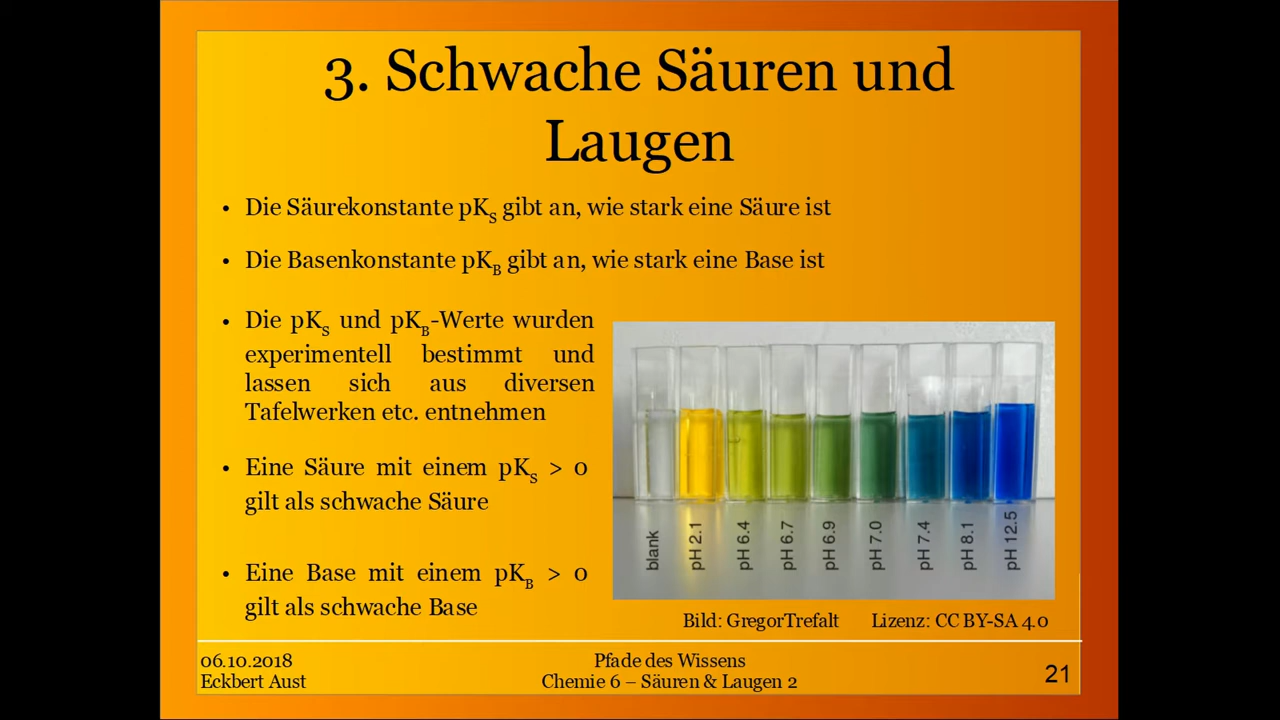 3. Schwache Säuren und
Laugen
• Die Säurekonstante pKS gibt an, wie stark eine Säure ist
• Die Basenkonstante pKB gibt an, wie stark eine Base ist
• Die pKS und pKB-Werte wurden
experimentell bestimmt und
lassen sich aus diversen
Tafelwerken etc. entnehmen
• Eine Säure mit einem pKS > 0
gilt als schwache Säure
• Eine Base mit einem pKB > 0
gilt als schwache Base
blank
pH 2.1
pH 6.4
pH 6.7
pH 6.9
pH 7.0
pH 7.4
pH 8.1
pH 12.5
Bild: GregorTrefalt Lizenz: CC BY-SA 4.0
06.10.2018
Eckbert Aust
Pfade des Wissens
Chemie 6 – Säuren & Laugen 2
21